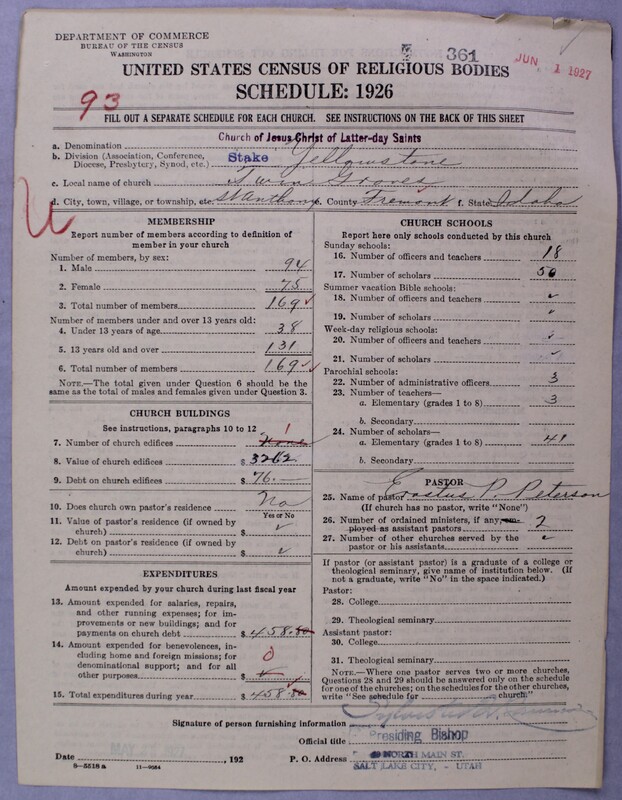 DEPARTMENT OF COMMERCE
BUREAU OF THE CENSUS
WASHINGTON
361
JUN 1 1927
UNITED STATES CENSUS OF RELIGIOUS BODIES
SCHEDULE: 1926
93
FILL OUT A SEPARATE SCHEDULE FOR EACH CHURCH. SEE INSTRUCTIONS ON THE BACK OF THIS SHEET
a. Denomination Church of Jesus Christ of Latter-day Saints
b. Division (Association, Conference, Diocese, Presbytery, Synod, etc.) Stake Yellowstone
c. Local name of church Twin Groves
d. City, town, village, or township, etc. St Anthony e. County Fremont f. State Idaho
MEMBERSHIP
Report number of members according to definition of
member in your church
Number of members, by sex:
1. Male 94
2. Female 75
3. Total number of members 169
Number of members under and over 13 years old:
4. Under 13 years of age 38
5. 13 years old and over 131
6. Total number of members 169
NOTE.—The total given under Question 6 should be
same as the total of males and females given under Question 3.
CHURCH BUILDINGS
See instructions, paragraphs 10 to 12
7. Number of church edifices None 1
8. Value of church edifices $ 3262
9. Debt on church edifices $ 76.—
10. Does church own pastor's residence No
Yes or No
11. Value of pastor's residence (if owned by
church) $
12. Debt on pastor's residence (if owned by
church) $
EXPENDITURES
Amount expended by your church during last fiscal year
13. Amount expended for salaries, repairs,
and other running expenses; for im-
provements or new buildings; and for
payments on church debt $ 458.80
14. Amount expended for benevolences, in-
cluding home and foreign missions; for
denominational support; and for all
other purposes $ 0
15. Total expenditures during year $ 458.80
CHURCH SCHOOLS
Report here only schools conducted by this church
Sunday schools:
16. Number of officers and teachers 18
17. Number of scholars 50
Summer vacation Bible schools:
18. Number of officers and teachers
19. Number of scholars
Week-day religious schools:
20. Number of officers and teachers
21. Number of scholars
Parochial schools:
22. Number of administrative officers 3
23. Number of teachers—
a. Elementary (grades 1 to 8) 3
b. Secondary
24. Number of scholars—
a. Elementary (grades 1 to 8) 41
b. Secondary
PASTOR
25. Name of pastor Erastus P. Peterson
(If church has no pastor, write "None")
26. Number of ordained ministers, if any, em-
ployed as assistant pastors 2
27. Number of other churches served by the
pastor or his assistants
If pastor (or assistant pastor) is a graduate of a college or
theological seminary, give name of institution below. (If
not a graduate, write "No" in the space indicated.)
Pastor:
28. College
29. Theological seminary
Assistant pastor:
30. College
31. Theological seminary
NOTE.—Where one pastor serves two or more churches,
Questions 28 and 29 should be answered only on the schedule
for one of the churches; on the schedules for the other churches,
write "See schedule for church."
Signature of person furnishing information
Official title Presiding Bishop
Date , 192 P. O. Address NORTH MAIN ST.
SALT LAKE CITY, - UTAH
8—5518a 11—9064